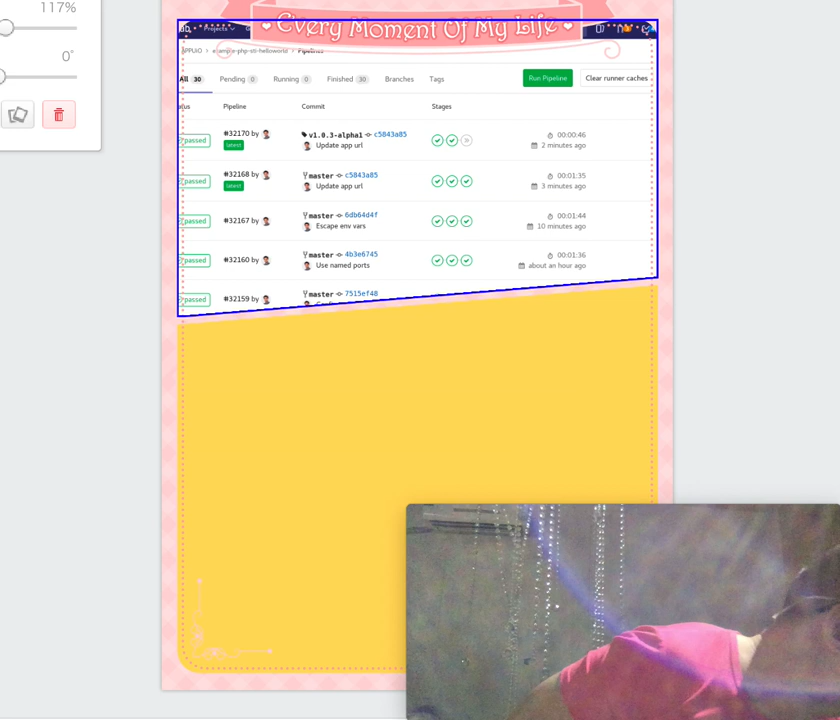 117%
0°
Every Moment Of My Life
Projects
APPUiO > example-php-sti-helloworld > Pipelines
All 30 Pending 0 Running 0 Finished 30 Branches Tags Run Pipeline Clear runner caches
Pipeline Commit Stages
passed #32170 by v1.0.3-alpha1 c5843a85 00:00:46
latest Update app url 2 minutes ago
passed #32168 by master c5843a85 00:01:35
latest Update app url 3 minutes ago
passed #32167 by master 6db64d4f 00:01:44
Escape env vars 10 minutes ago
passed #32160 by master 4b3e6745 00:01:36
Use named ports about an hour ago
passed #32159 by master 7515ef48